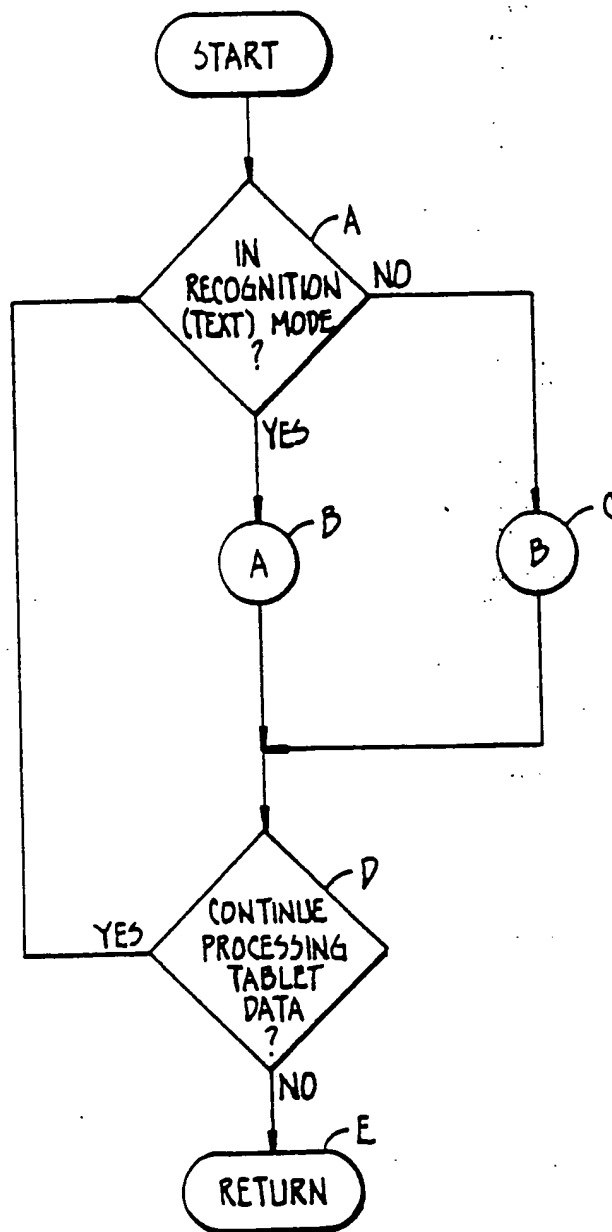 START
A
IN
RECOGNITION
(TEXT) MODE
?
NO
YES
B
A
C
B
D
CONTINUE
PROCESSING
TABLET
DATA
?
YES
NO
E
RETURN